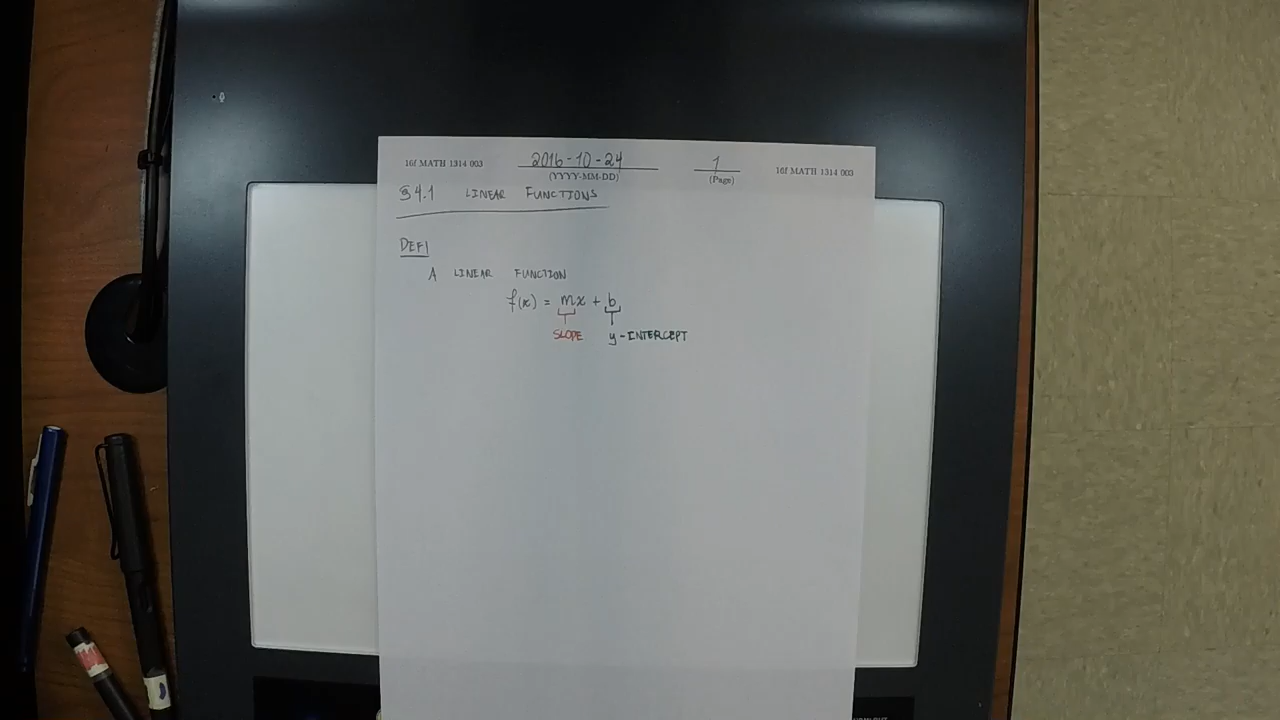 16f MATH 1314 003 2016-10-24 1 16f MATH 1314 003
(YYYY-MM-DD) (Page)
§4.1 LINEAR FUNCTIONS
DEF1
A LINEAR FUNCTION
f(x) = mx + b
SLOPE y-INTERCEPT